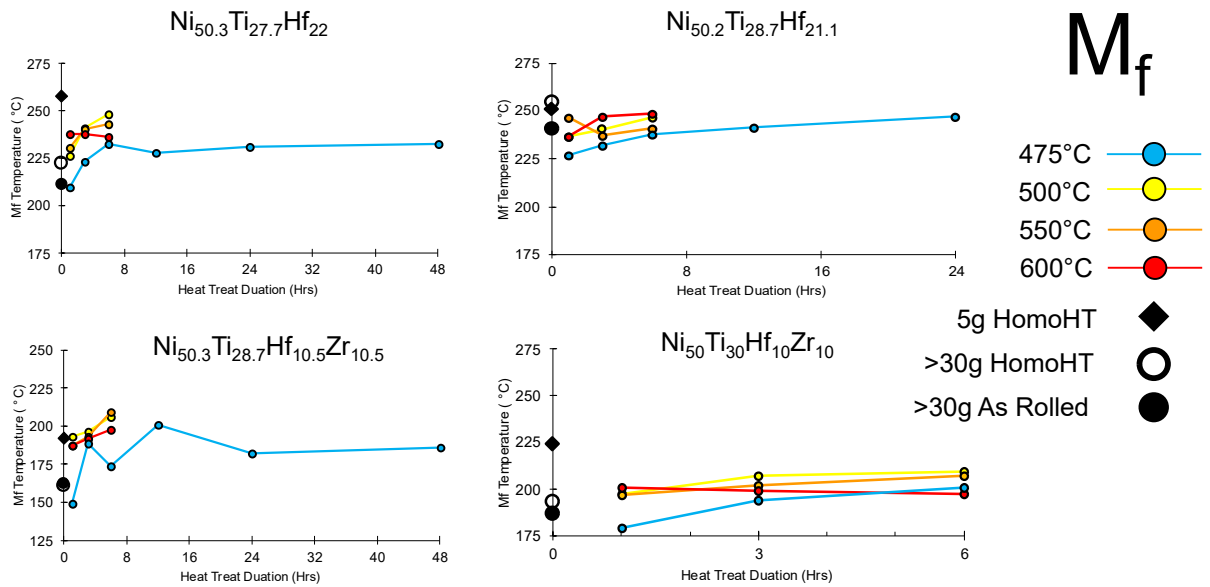 Ni50.3Ti27.7Hf22
275
250
225
200
175
Mf Temperature ( °C)
0 8 16 24 32 40 48
Heat Treat Duation (Hrs)
Ni50.2Ti28.7Hf21.1
275
250
225
200
175
Mf Temperature ( °C)
0 8 16 24
Heat Treat Duation (Hrs)
Mf
475°C
500°C
550°C
600°C
5g HomoHT
>30g HomoHT
>30g As Rolled
Ni50.3Ti28.7Hf10.5Zr10.5
250
225
200
175
150
125
Mf Temperature ( °C)
0 8 16 24 32 40 48
Heat Treat Duation (Hrs)
Ni50Ti30Hf10Zr10
275
250
225
200
175
Mf Temperature ( °C)
0 3 6
Heat Treat Duation (Hrs)